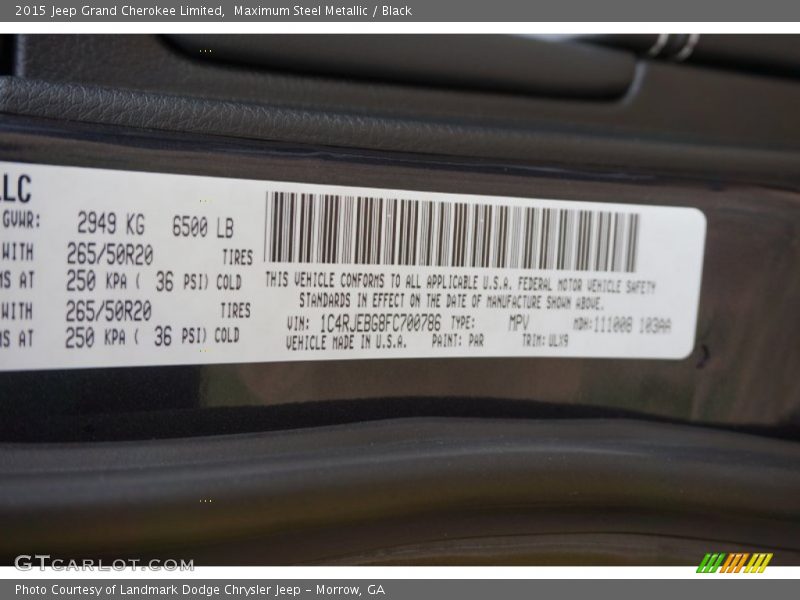 2015 Jeep Grand Cherokee Limited,  Maximum Steel Metallic / Black
LLC
GVWR: 2949 KG 6500 LB
WITH 265/50R20 TIRES
MS AT 250 KPA ( 36 PSI) COLD
WITH 265/50R20 TIRES
MS AT 250 KPA ( 36 PSI) COLD
THIS VEHICLE CONFORMS TO ALL APPLICABLE U.S.A. FEDERAL MOTOR VEHICLE SAFETY
STANDARDS IN EFFECT ON THE DATE OF MANUFACTURE SHOWN ABOVE.
VIN: 1C4RJEBG8FC700786 TYPE: MPV MDH:111008 103AA
VEHICLE MADE IN U.S.A. PAINT: PAR TRIM:ULX9
GTCARLOT.COM
Photo Courtesy of Landmark Dodge Chrysler Jeep – Morrow, GA